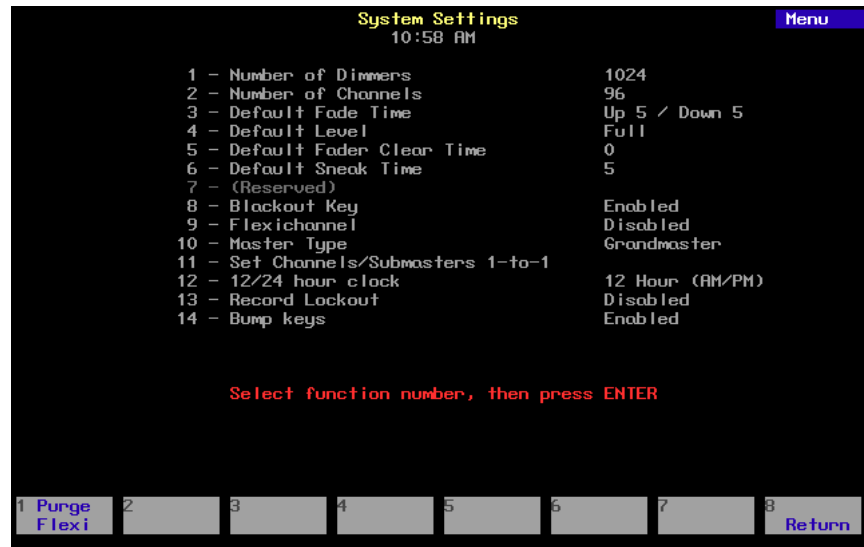 System Settings
Menu
10:58 AM
1 - Number of Dimmers 1024
2 - Number of Channels 96
3 - Default Fade Time Up 5 / Down 5
4 - Default Level Full
5 - Default Fader Clear Time 0
6 - Default Sneak Time 5
7 - (Reserved)
8 - Blackout Key Enabled
9 - Flexichannel Disabled
10 - Master Type Grandmaster
11 - Set Channels/Submasters 1-to-1
12 - 12/24 hour clock 12 Hour (AM/PM)
13 - Record Lockout Disabled
14 - Bump keys Enabled
Select function number, then press ENTER
1 Purge 2 3 4 5 6 7 8
Flexi Return